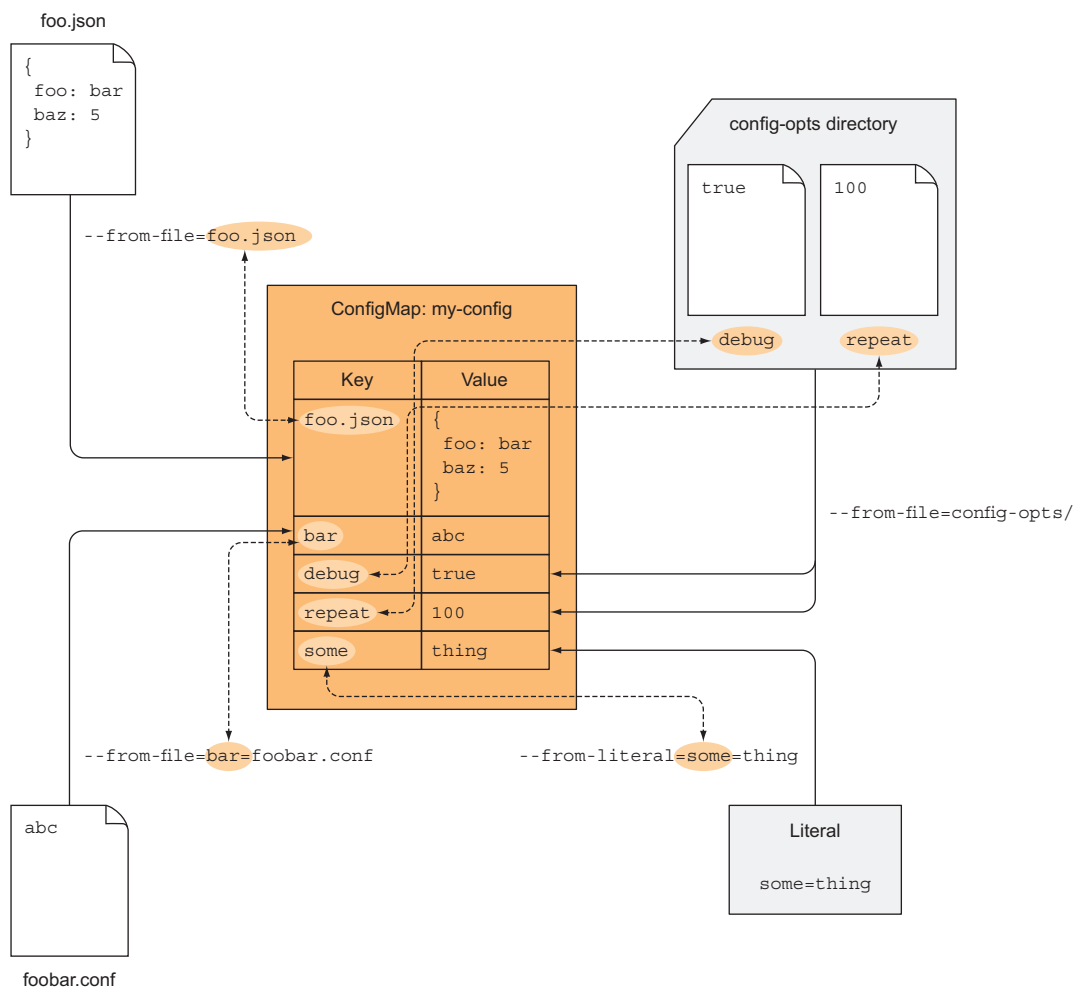 foo.json
{
foo: bar
baz: 5
}
--from-file=foo.json
config-opts directory
true
100
debug
repeat
ConfigMap: my-config
Key
Value
foo.json
{
foo: bar
baz: 5
}
bar
abc
debug
true
repeat
100
some
thing
--from-file=config-opts/
--from-file=bar=foobar.conf
--from-literal=some=thing
abc
foobar.conf
Literal
some=thing